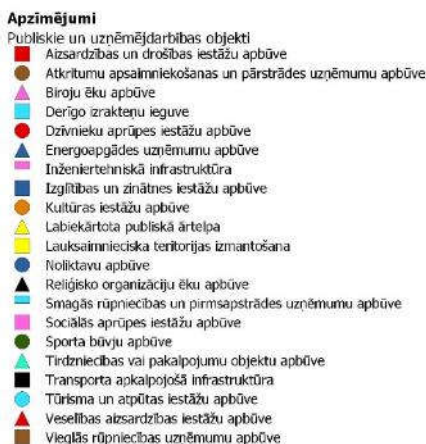 Apzīmējumi
Publiskie un uzņēmējdarbības objekti
Aizsardzības un drošības iestāžu apbūve
Atkritumu apsaimniekošanas un pārstrādes uzņēmumu apbūve
Biroju ēku apbūve
Derīgo izrakteņu ieguve
Dzīvnieku aprūpes iestāžu apbūve
Energoapgādes uzņēmumu apbūve
Inženiertehniskā infrastruktūra
Izglītības un zinātnes iestāžu apbūve
Kultūras iestāžu apbūve
Labiekārtota publiskā ārtelpa
Lauksaimnieciska teritorijas izmantošana
Noliktavu apbūve
Reliģisko organizāciju ēku apbūve
Smagās rūpniecības un pirmsapstrādes uzņēmumu apbūve
Sociālās aprūpes iestāžu apbūve
Sporta būvju apbūve
Tirdzniecības vai pakalpojumu objektu apbūve
Transporta apkalpojošā infrastruktūra
Tūrisma un atpūtas iestāžu apbūve
Veselības aizsardzības iestāžu apbūve
Vieglās rūpniecības uzņēmumu apbūve